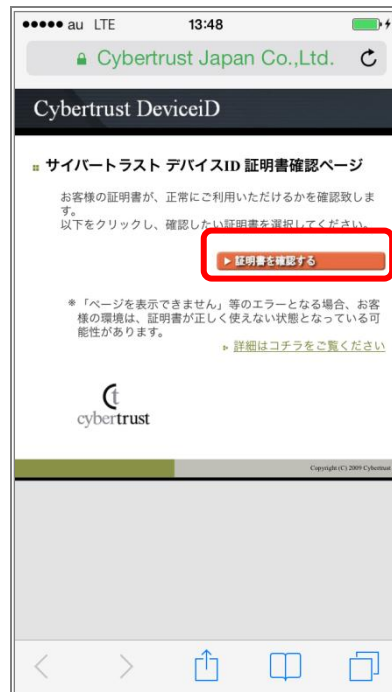 au LTE 13:48
Cybertrust Japan Co.,Ltd.
Cybertrust DeviceiD
サイバートラスト デバイスID 証明書確認ページ
お客様の証明書が、正常にご利用いただけるかを確認致しま
す。
以下をクリックし、確認したい証明書を選択してください。
証明書を確認する
※「ページを表示できません」等のエラーとなる場合、お客
様の環境は、証明書が正しく使えない状態となっている可
能性があります。
詳細はコチラをご覧ください
cybertrust
Copyright (C) 2009 Cybertrust